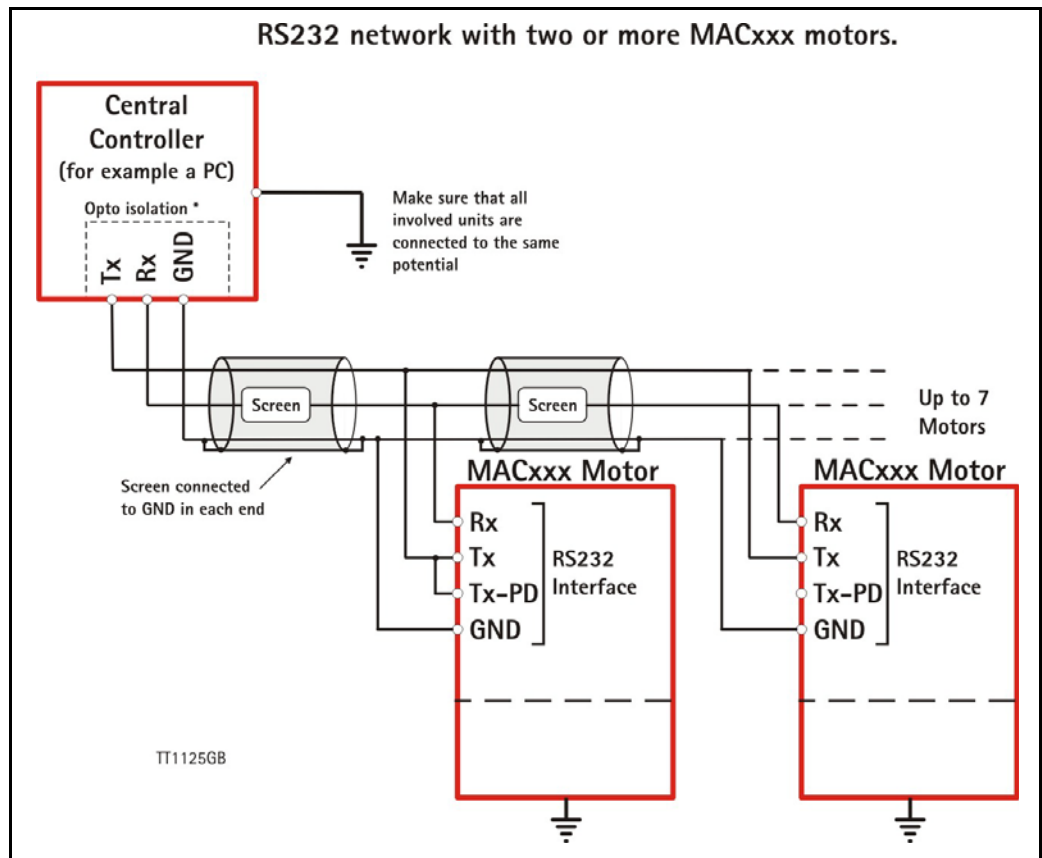 RS232 network with two or more MACxxx motors.
Central
Controller
(for example a PC)
Opto isolation *
Tx
Rx
GND
Make sure that all
involved units are
connected to the same
potential
Screen
Screen
Up to 7
Motors
Screen connected
to GND in each end
MACxxx Motor
Rx
Tx
Tx-PD
GND
RS232
Interface
MACxxx Motor
Rx
Tx
Tx-PD
GND
RS232
Interface
TT1125GB